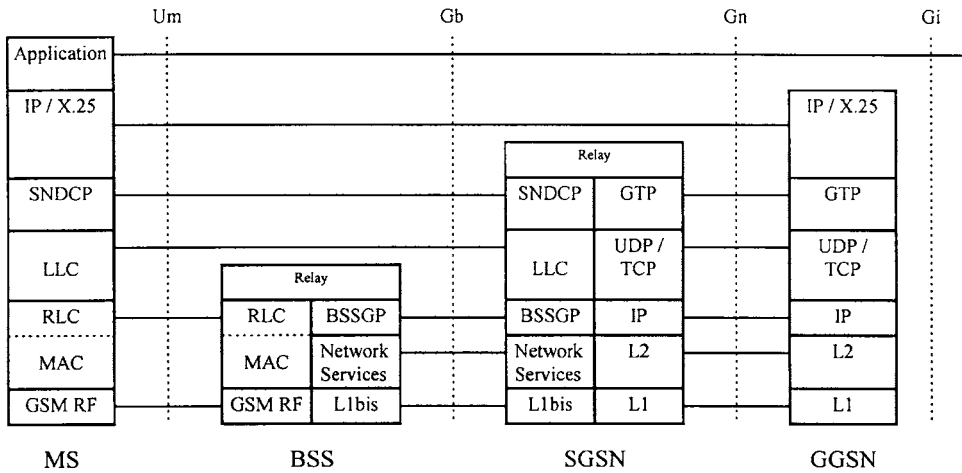 Um Gb Gn Gi
Application
IP / X.25 IP / X.25
Relay
SNDCP SNDCP GTP GTP
UDP / UDP /
LLC LLC TCP TCP
Relay
RLC RLC BSSGP BSSGP IP IP
MAC MAC Network Network L2 L2
Services Services
GSM RF GSM RF L1bis L1bis L1 L1
MS BSS SGSN GGSN